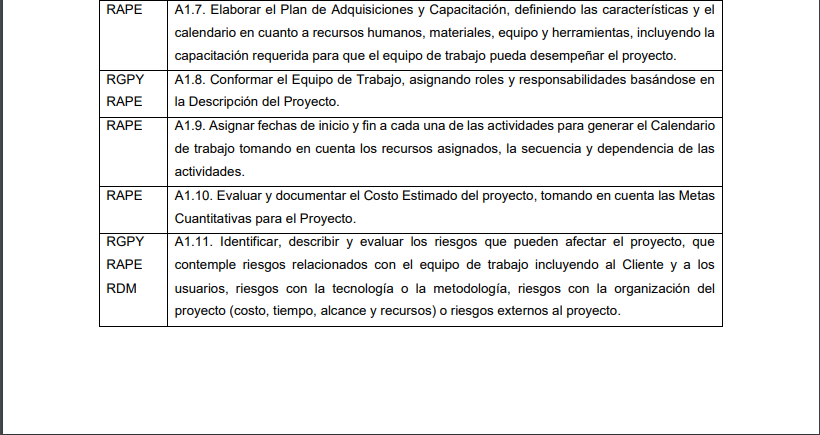 RAPE A1.7. Elaborar el Plan de Adquisiciones y Capacitación, definiendo las características y el
calendario en cuanto a recursos humanos, materiales, equipo y herramientas, incluyendo la
capacitación requerida para que el equipo de trabajo pueda desempeñar el proyecto.
RGPY A1.8. Conformar el Equipo de Trabajo, asignando roles y responsabilidades basándose en
RAPE la Descripción del Proyecto.
RAPE A1.9. Asignar fechas de inicio y fin a cada una de las actividades para generar el Calendario
de trabajo tomando en cuenta los recursos asignados, la secuencia y dependencia de las
actividades.
RAPE A1.10. Evaluar y documentar el Costo Estimado del proyecto, tomando en cuenta las Metas
Cuantitativas para el Proyecto.
RGPY A1.11. Identificar, describir y evaluar los riesgos que pueden afectar el proyecto, que
RAPE contemple riesgos relacionados con el equipo de trabajo incluyendo al Cliente y a los
RDM usuarios, riesgos con la tecnología o la metodología, riesgos con la organización del
proyecto (costo, tiempo, alcance y recursos) o riesgos externos al proyecto.